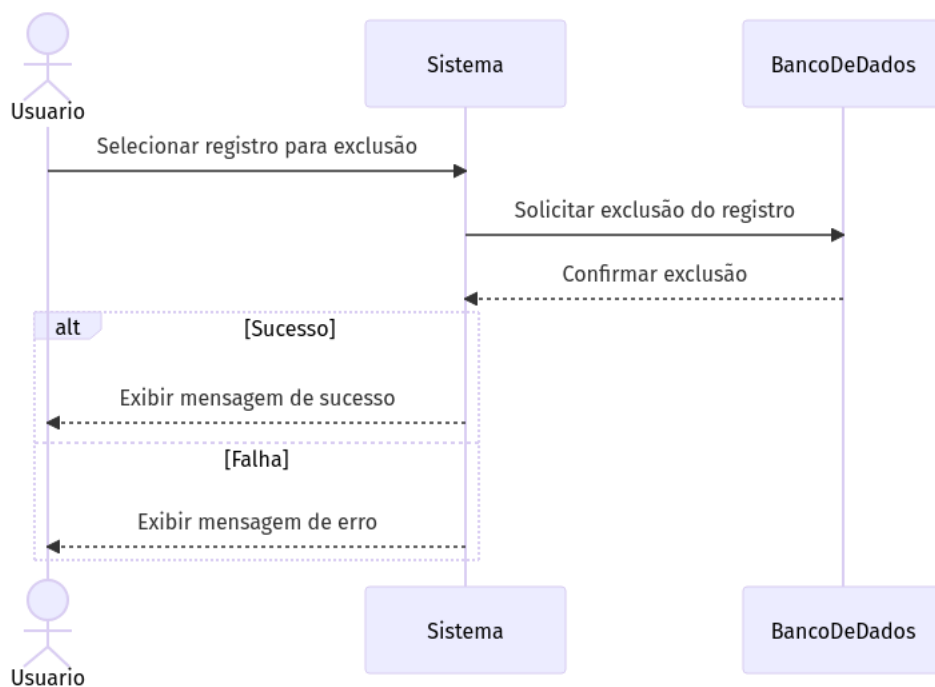 Usuario
Sistema
BancoDeDados
Selecionar registro para exclusão
Solicitar exclusão do registro
Confirmar exclusão
alt
[Sucesso]
Exibir mensagem de sucesso
[Falha]
Exibir mensagem de erro
Usuario
Sistema
BancoDeDados